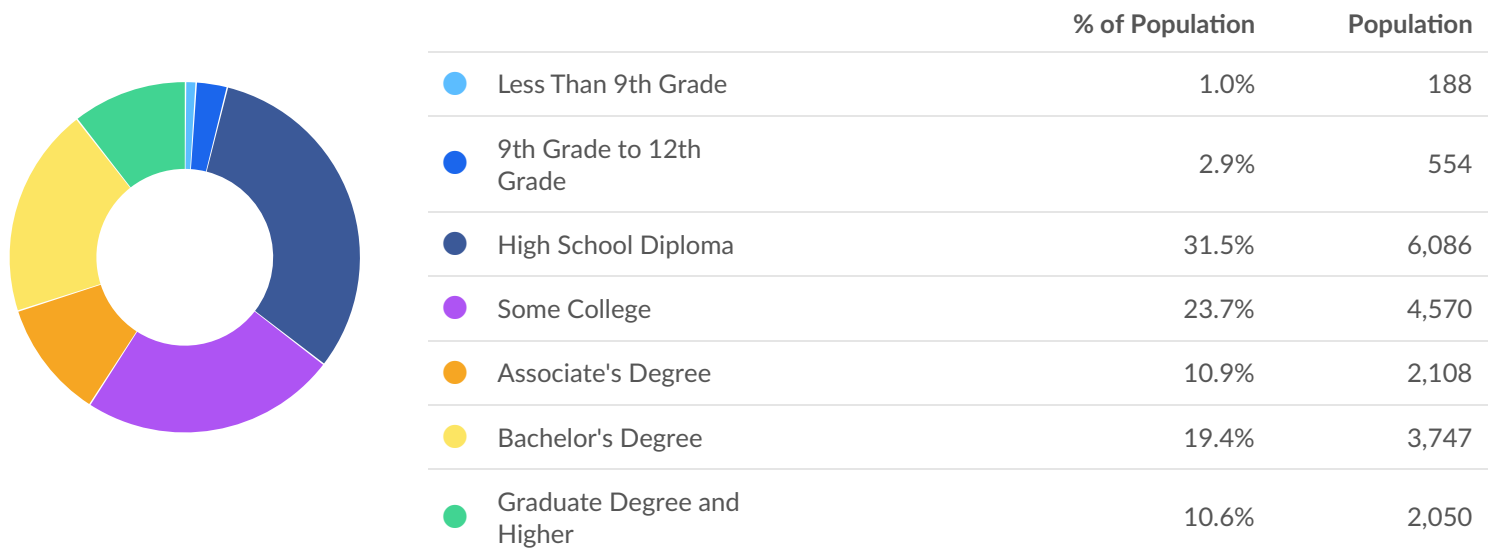 % of Population Population
Less Than 9th Grade 1.0% 188
9th Grade to 12th
Grade 2.9% 554
High School Diploma 31.5% 6,086
Some College 23.7% 4,570
Associate's Degree 10.9% 2,108
Bachelor's Degree 19.4% 3,747
Graduate Degree and
Higher 10.6% 2,050